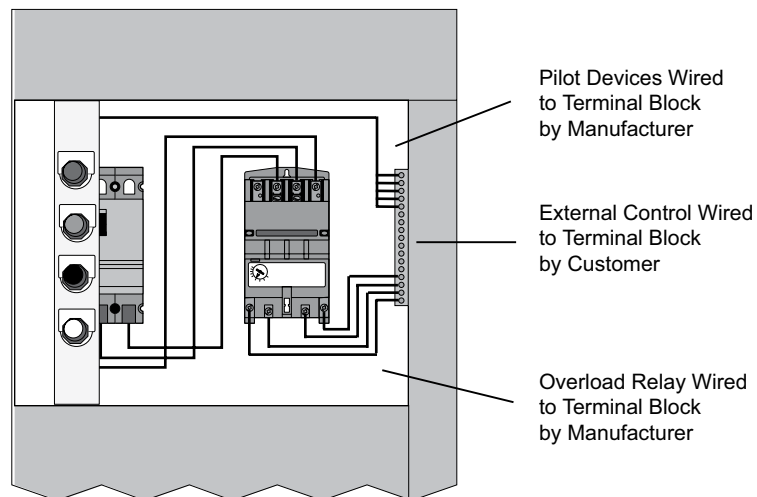 Pilot Devices Wired
to Terminal Block
by Manufacturer
External Control Wired
to Terminal Block
by Customer
Overload Relay Wired
to Terminal Block
by Manufacturer